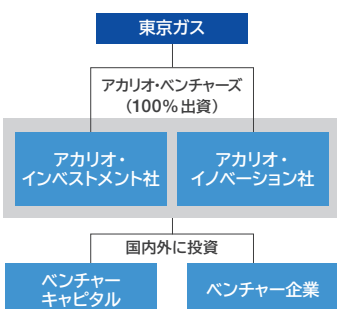 東京ガス
アカリオ・ベンチャーズ
（100％出資）
アカリオ・
インベストメント社
アカリオ・
イノベーション社
国内外に投資
ベンチャー
キャピタル
ベンチャー企業